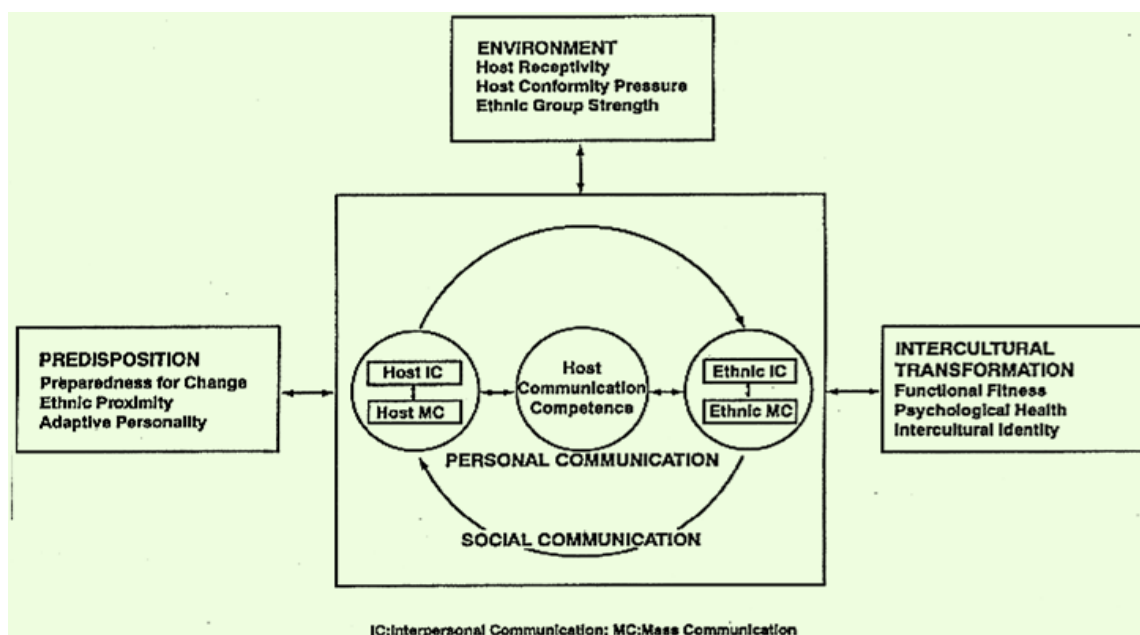 ENVIRONMENT
Host Receptivity
Host Conformity Pressure
Ethnic Group Strength
PREDISPOSITION
Preparedness for Change
Ethnic Proximity
Adaptive Personality
Host IC
Host MC
Host
Communication
Competence
Ethnic IC
Ethnic MC
PERSONAL COMMUNICATION
SOCIAL COMMUNICATION
INTERCULTURAL
TRANSFORMATION
Functional Fitness
Psychological Health
Intercultural Identity
IC:Interpersonal Communication; MC:Mass Communication